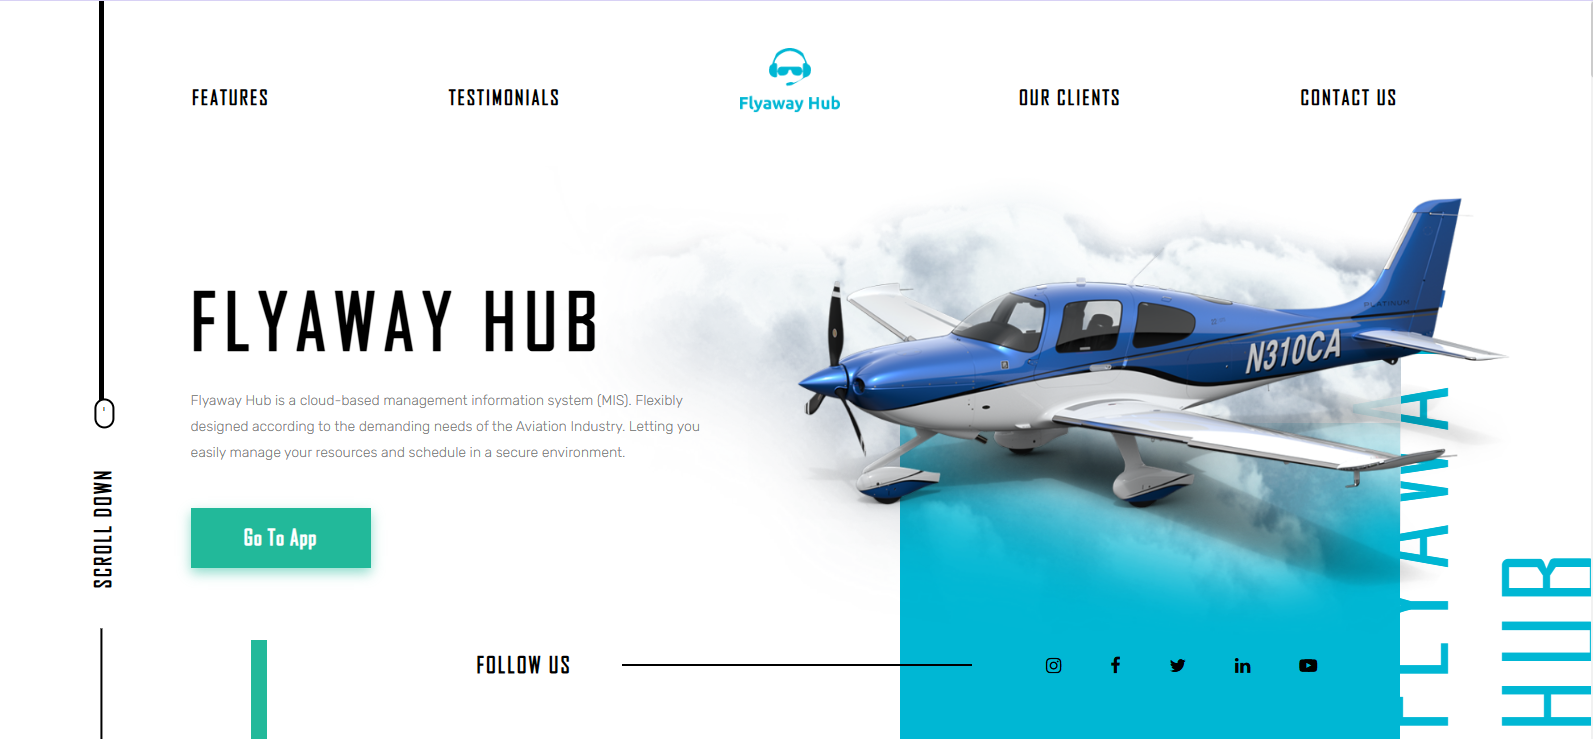 FEATURES
TESTIMONIALS
Flyaway Hub
OUR CLIENTS
CONTACT US
FLYAWAY HUB
Flyaway Hub is a cloud-based management information system (MIS). Flexibly
designed according to the demanding needs of the Aviation Industry. Letting you
easily manage your resources and schedule in a secure environment.
Go To App
SCROLL DOWN
PLATINUM
N310CA
FOLLOW US
FLYAWAY
HUB